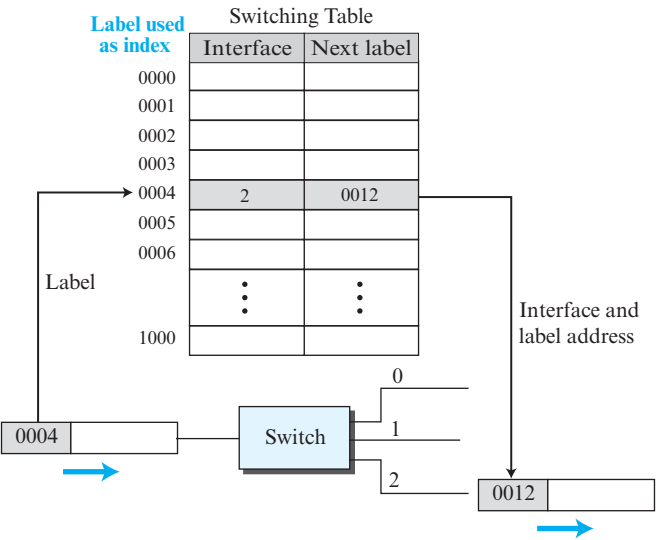 Switching Table
Label used
as index
Interface Next label
0000
0001
0002
0003
0004 2 0012
0005
0006
1000
Label
Interface and
label address
0
0004
Switch
1
2
0012